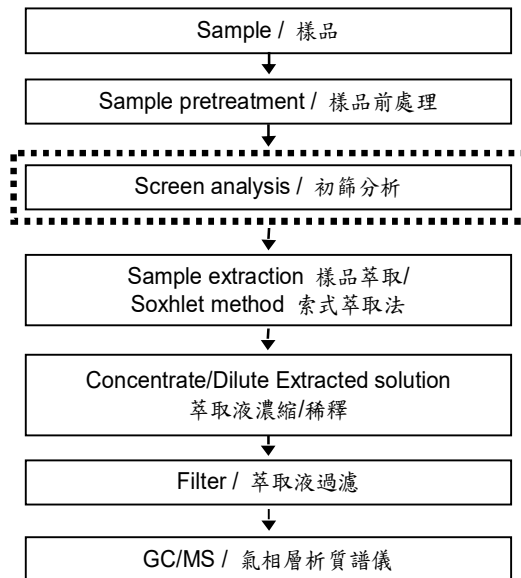 Sample / 樣品
Sample pretreatment / 樣品前處理
Screen analysis / 初篩分析
Sample extraction 樣品萃取/
Soxhlet method 索式萃取法
Concentrate/Dilute Extracted solution
萃取液濃縮/稀釋
Filter / 萃取液過濾
GC/MS / 氣相層析質譜儀